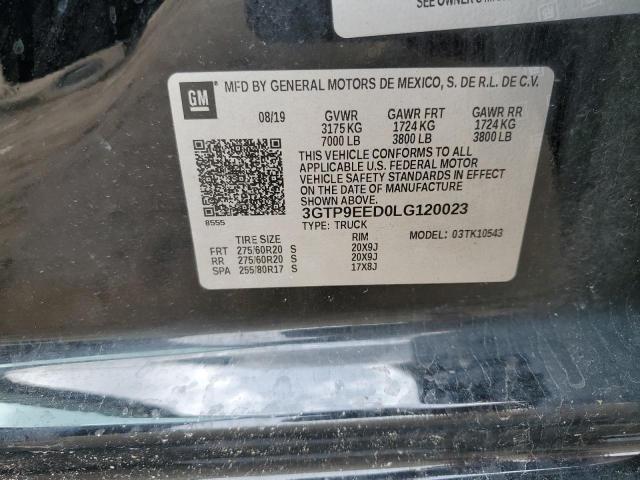 SEE OWNER'S
GM
MFD BY GENERAL MOTORS DE MEXICO, S. DE R.L. DE C.V.
08/19 GVWR GAWR FRT GAWR RR
3175 KG 1724 KG 1724 KG
7000 LB 3800 LB 3800 LB
THIS VEHICLE CONFORMS TO ALL
APPLICABLE U.S. FEDERAL MOTOR
VEHICLE SAFETY STANDARDS IN EFFECT
ON THE DATE OF MANUFACTURE
SHOWN ABOVE.
3GTP9EED0LG120023
8555
TYPE: TRUCK MODEL: 03TK10543
TIRE SIZE RIM
FRT 275/60R20 S 20X9J
RR 275/60R20 S 20X9J
SPA 255/80R17 S 17X8J